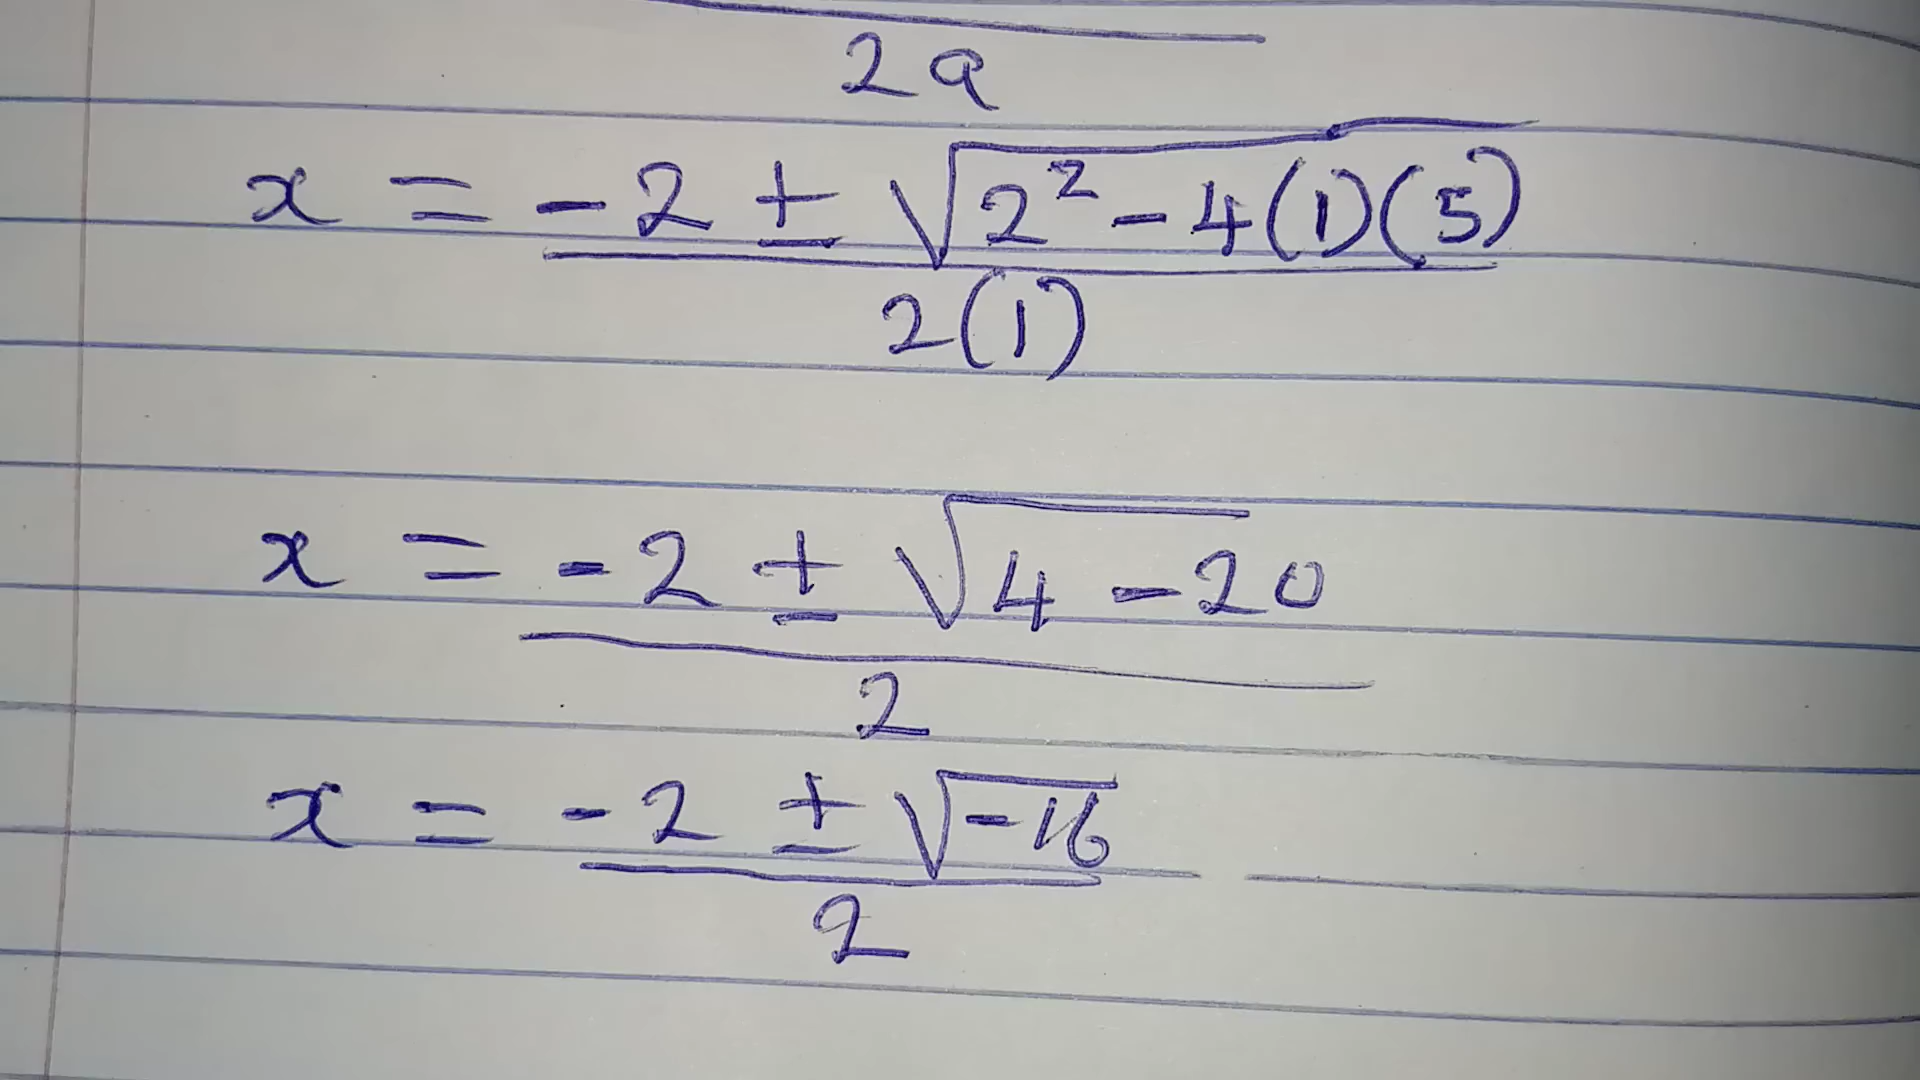 2a
x = -2 ± √2² - 4(1)(5)
2(1)
x = -2 ± √4 - 20
2
x = -2 ± √-16
2